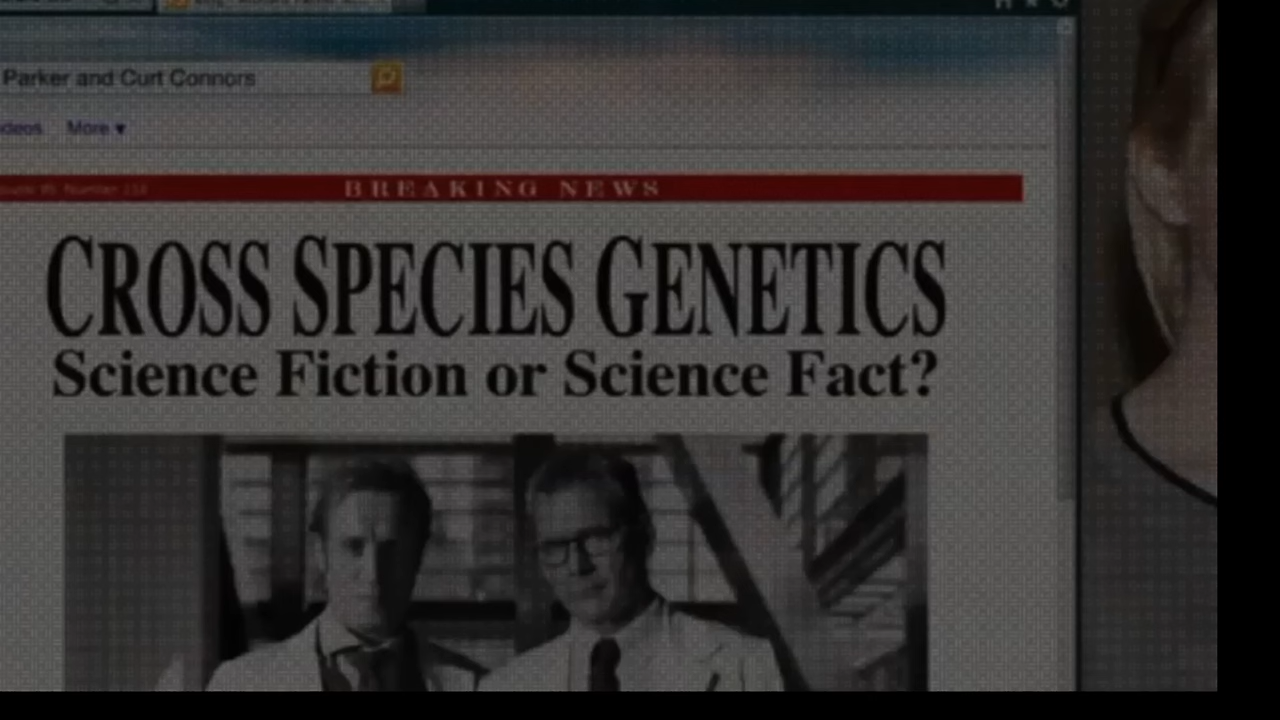 Parker and Curt Connors
More ▼
BREAKING NEWS
CROSS SPECIES GENETICS
Science Fiction or Science Fact?